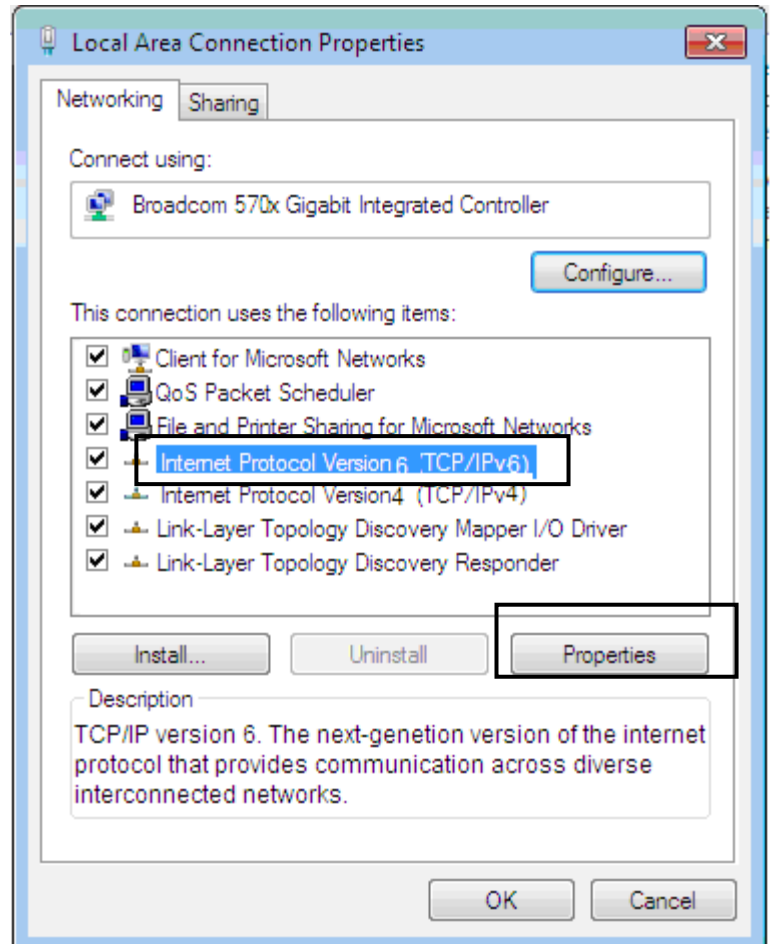 Local Area Connection Properties
Networking Sharing
Connect using:
Broadcom 570x Gigabit Integrated Controller
Configure...
This connection uses the following items:
Client for Microsoft Networks
QoS Packet Scheduler
File and Printer Sharing for Microsoft Networks
Internet Protocol Version 6 (TCP/IPv6)
Internet Protocol Version4 (TCP/IPv4)
Link-Layer Topology Discovery Mapper I/O Driver
Link-Layer Topology Discovery Responder
Install... Uninstall Properties
Description
TCP/IP version 6. The next-genetion version of the internet
protocol that provides communication across diverse
interconnected networks.
OK Cancel